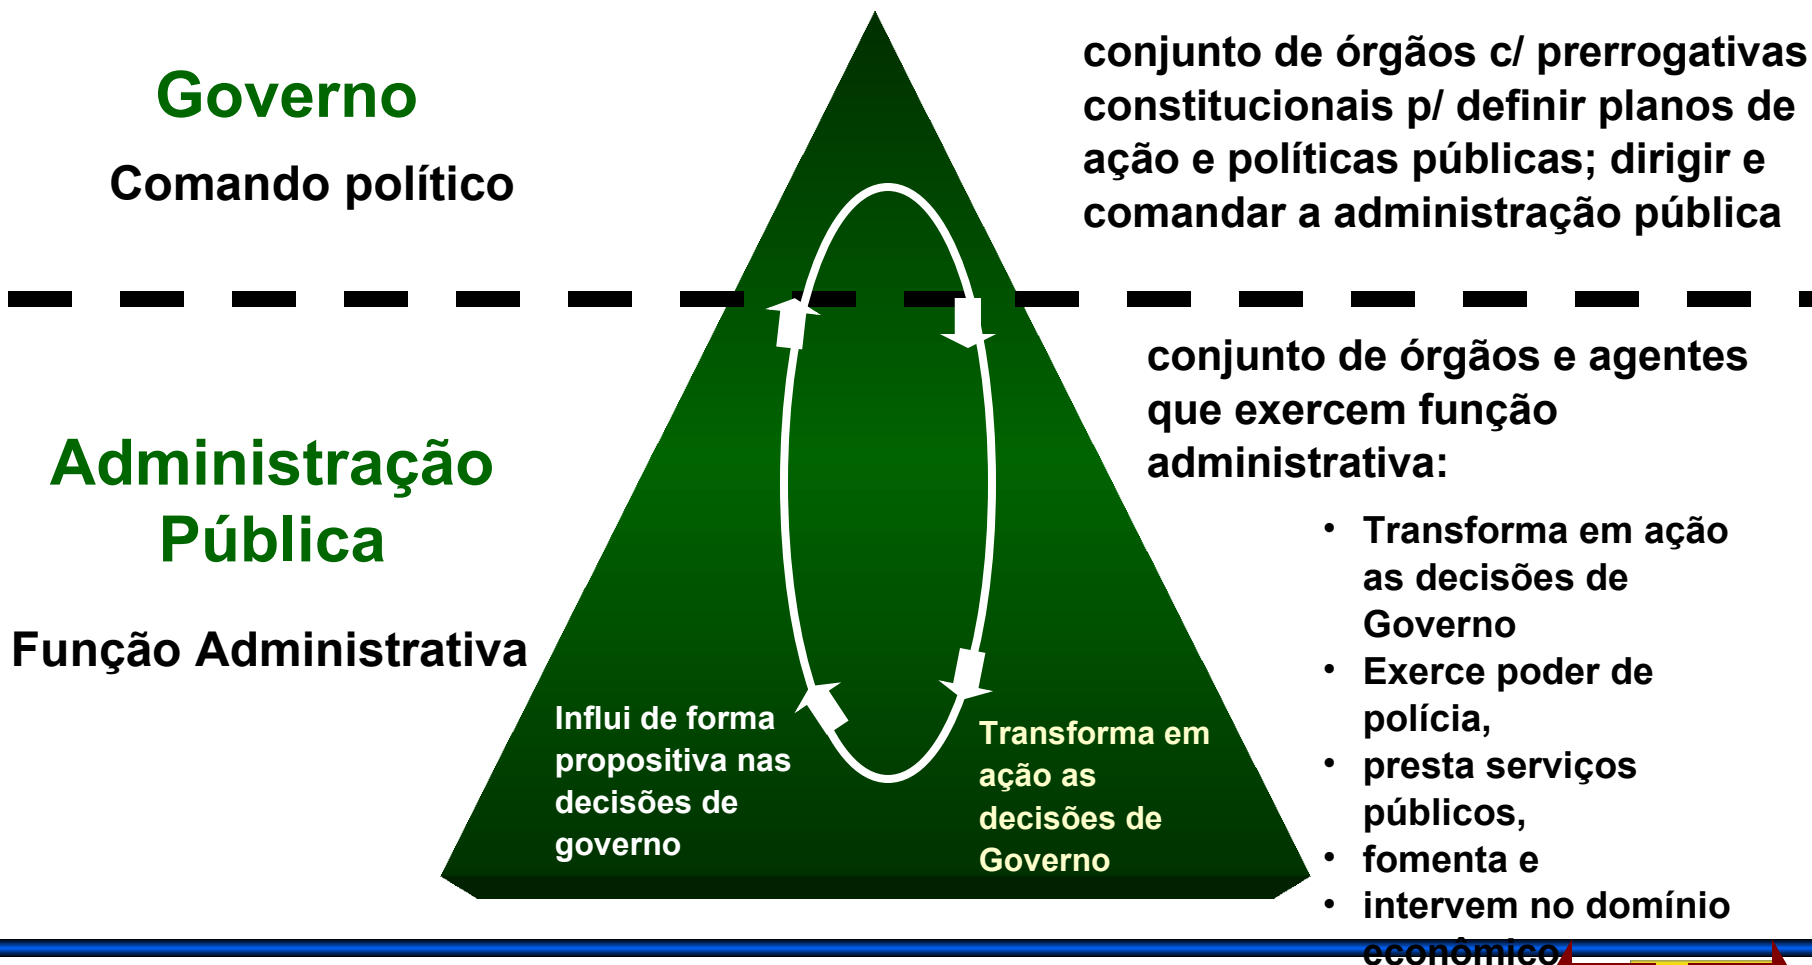 Governo
Comando político
conjunto de órgãos c/ prerrogativas
constitucionais p/ definir planos de
ação e políticas públicas; dirigir e
comandar a administração pública
Administração
Pública
Função Administrativa
conjunto de órgãos e agentes
que exercem função
administrativa:
• Transforma em ação
as decisões de
Governo
• Exerce poder de
polícia,
• presta serviços
públicos,
• fomenta e
• intervem no domínio
econômico
Influi de forma
propositiva nas
decisões de
governo
Transforma em
ação as
decisões de
Governo